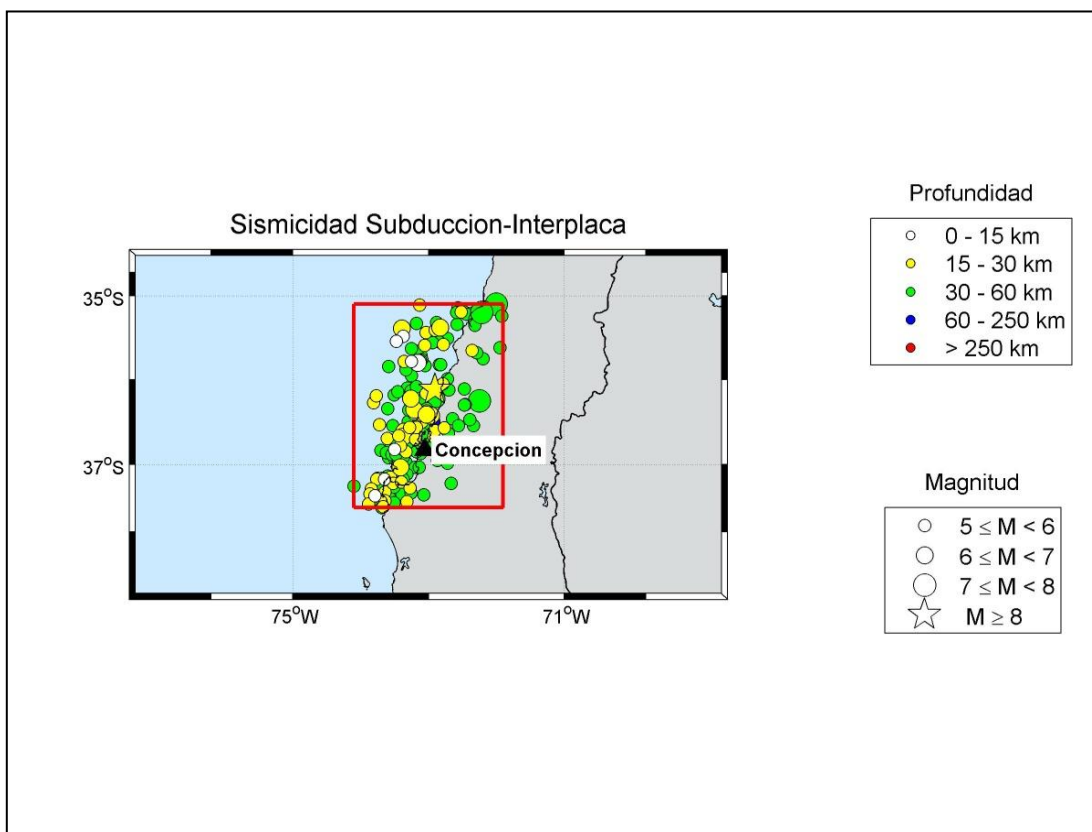 Sismicidad Subduccion-Interplaca
35°S
37°S
75°W
71°W
Concepcion
Profundidad
0 - 15 km
15 - 30 km
30 - 60 km
60 - 250 km
> 250 km
Magnitud
5 ≤ M < 6
6 ≤ M < 7
7 ≤ M < 8
M ≥ 8